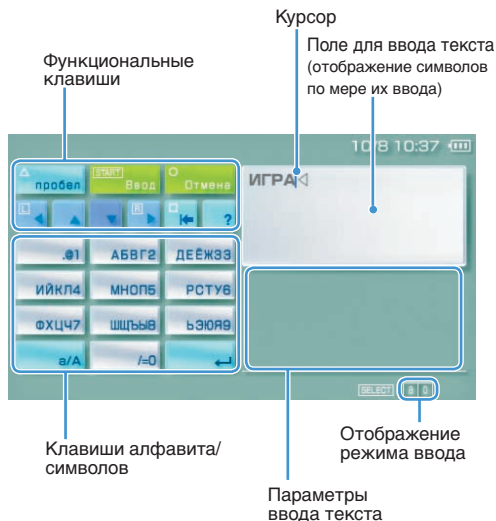 Курсор
Поле для ввода текста
(отображение символов
по мере их ввода)
Функциональные
клавиши
10/8 10:37
пробел
START
Ввод
Отмена
L
R
?
ИГРА
.@1
АБВГ2
ДЕЁЖЗ3
ИЙКЛ4
МНОП5
РСТУ6
ФХЦЧ7
ШЩЪЫ8
ЬЭЮЯ9
a/A
/=0
SELECT
Клавиши алфавита/
символов
Отображение
режима ввода
Параметры
ввода текста